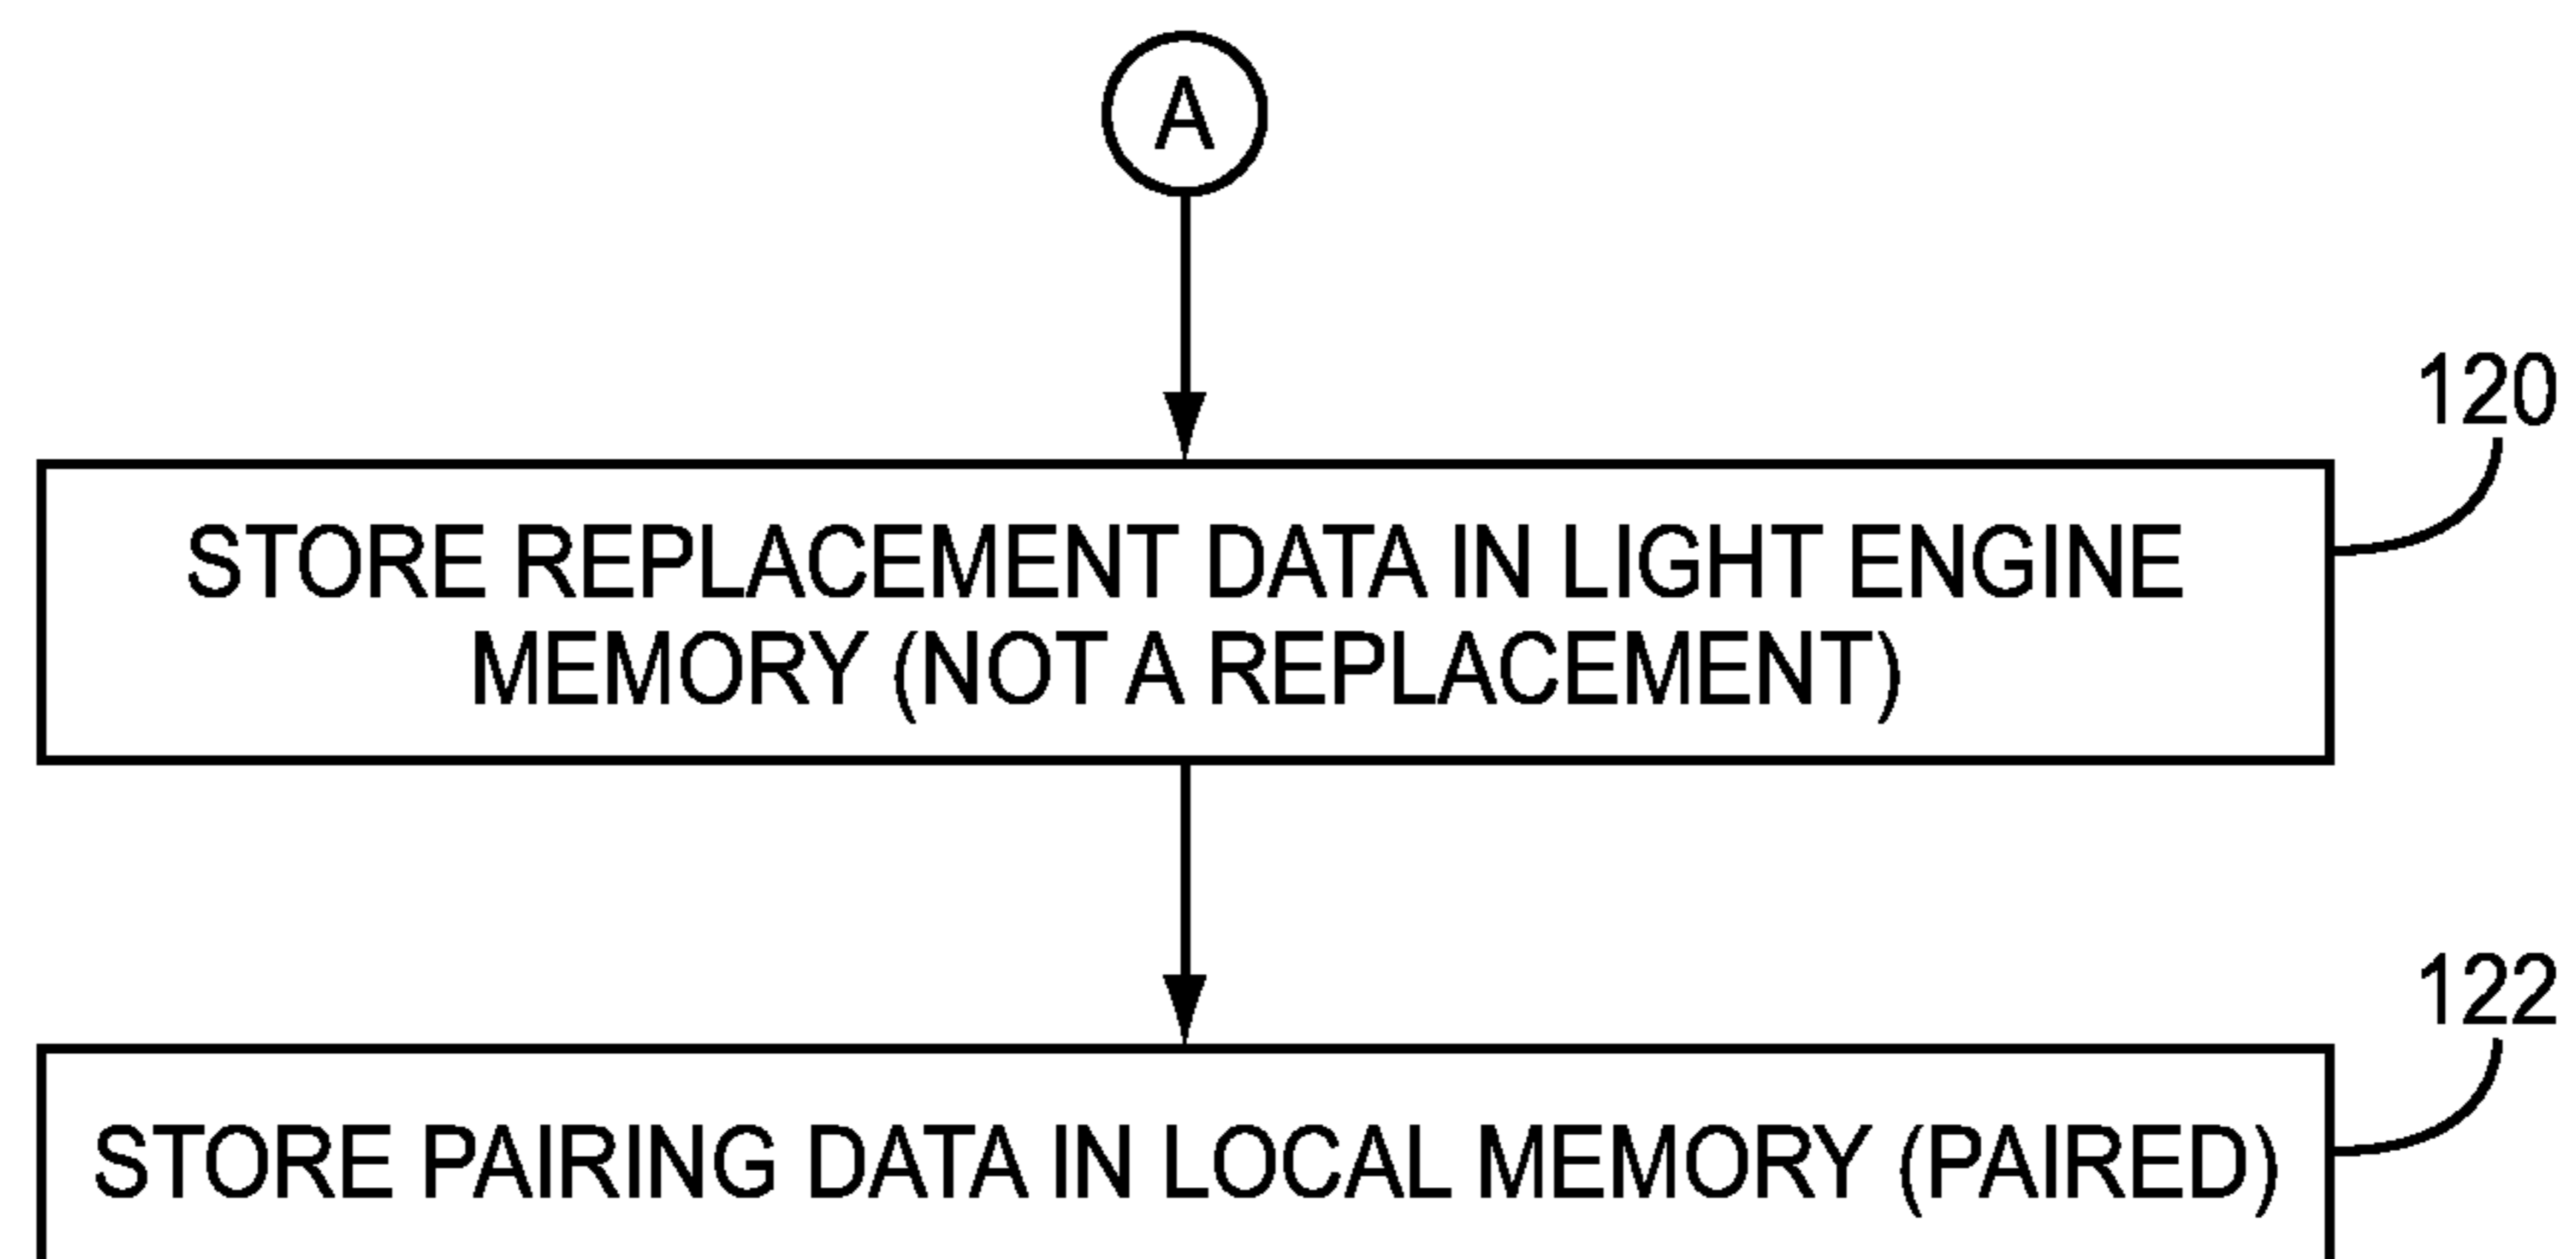 A
120
STORE REPLACEMENT DATA IN LIGHT ENGINE
MEMORY (NOT A REPLACEMENT)
122
STORE PAIRING DATA IN LOCAL MEMORY (PAIRED)